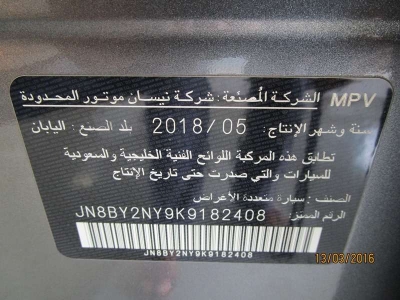 MPV الشركة المُصنّعة : شركة نيسان موتور المحدودة
سنة وشهر الإنتاج: 2018/05 بلد الصنع: اليابان
تطابق هذه المركبة اللوائح الفنية الخليجية والسعودية
للسيارات والتي صدرت حتى تاريخ الإنتاج
الصنف : سيارة متعددة الأغراض
الرقم المميز: JN8BY2NY9K9182408
JN8BY2NY9K9182408
13/03/2016